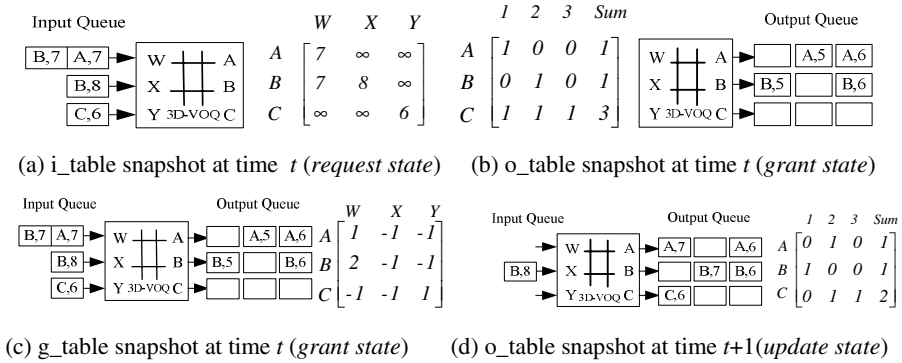 Input Queue
B,7 A,7
B,8
C,6
W A
X B
Y 3D-VOQ C
W X Y
A 7 ∞ ∞
B 7 8 ∞
C ∞ ∞ 6
(a) i_table snapshot at time t (request state)
1 2 3 Sum
A 1 0 0 1
B 0 1 0 1
C 1 1 1 3
Output Queue
W A A,5 A,6
X B B,5 B,6
Y 3D-VOQ C
(b) o_table snapshot at time t (grant state)
Input Queue Output Queue
B,7 A,7 W A A,5 A,6
B,8 X B B,5 B,6
C,6 Y 3D-VOQ C
W X Y
A 1 -1 -1
B 2 -1 -1
C -1 -1 1
(c) g_table snapshot at time t (grant state)
Input Queue Output Queue
W A A,7 A,6
B,8 X B B,7 B,6
Y 3D-VOQ C C,6
1 2 3 Sum
A 0 1 0 1
B 1 0 0 1
C 0 1 1 2
(d) o_table snapshot at time t+1(update state)